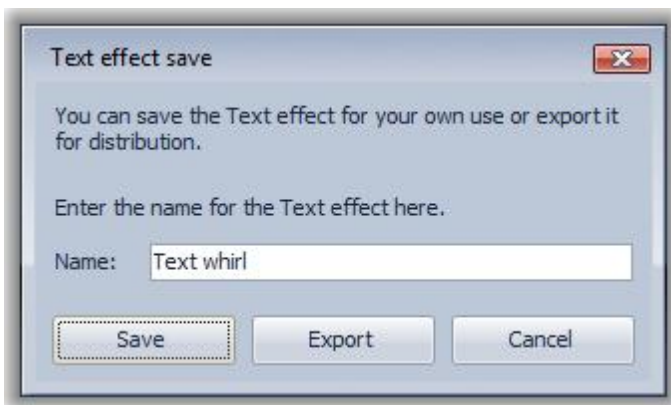 Text effect save
You can save the Text effect for your own use or export it
for distribution.
Enter the name for the Text effect here.
Name: Text whirl
Save Export Cancel